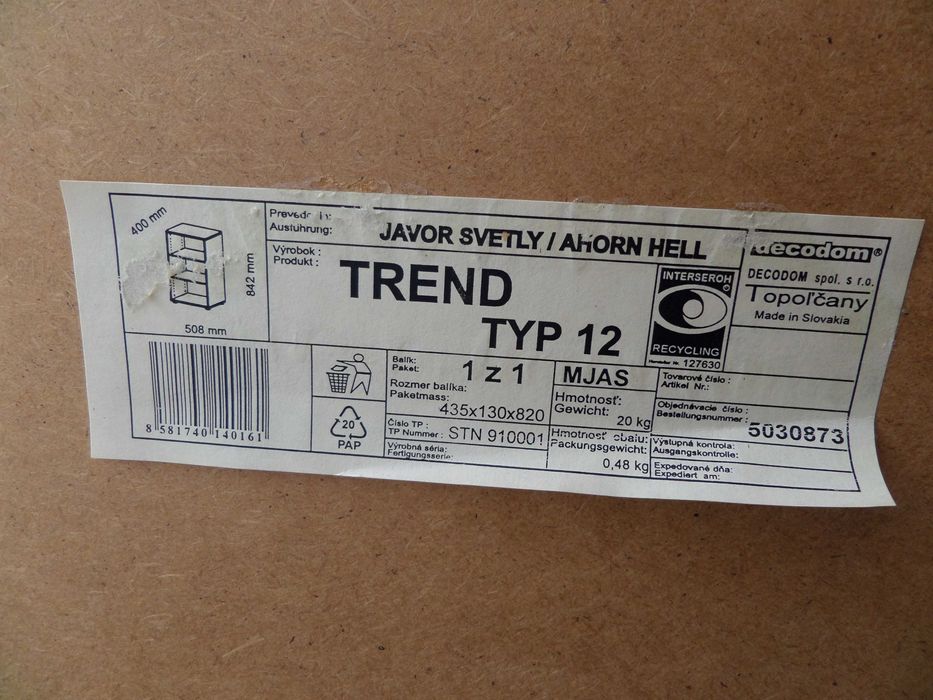 400 mm
842 mm
508 mm
8 581740 140161
Ausführung:
JAVOR SVETLY / AHORN HELL
Výrobok :
Produkt :
TREND
TYP 12
INTERSEROH
RECYCLING
Hersteller Nr. 127630
decodom®
DECODOM spol. s r.o.
Topoľčany
Made in Slovakia
20
PAP
Balík:
Paket:
1 z 1
Rozmer balíka:
Paketmass:
435x130x820
Číslo TP :
TP Nummer :
STN 910001
Výrobná séria:
Fertigungsserie:
MJAS
Hmotnosť:
Gewicht:
20 kg
Hmotnosť obalu:
Packungsgewicht:
0,48 kg
Tovarové číslo :
Artikel Nr.:
Objednávacie číslo :
Bestellungsnummer :
5030873
Výstupná kontrola:
Ausgangskontrolle:
Expedované dňa:
Expediert am: